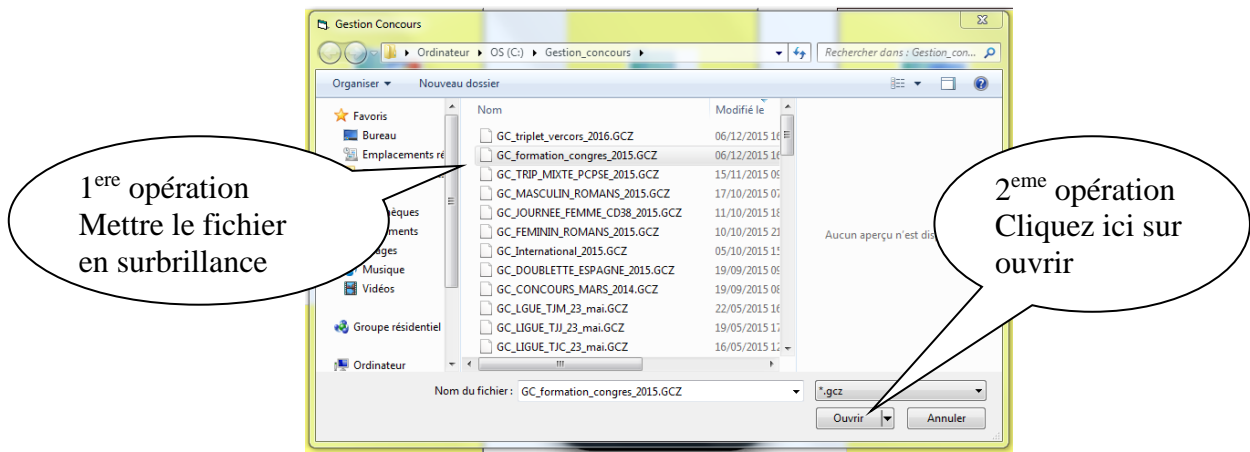 Gestion Concours
Ordinateur OS (C:) Gestion_concours
Rechercher dans : Gestion_con...
Organiser Nouveau dossier
Favoris
Bureau
Emplacements ré
hèques
ments
ages
Musique
Vidéos
Groupe résidentiel
Ordinateur
Nom Modifié le
GC_triplet_vercors_2016.GCZ 06/12/2015 16
GC_formation_congres_2015.GCZ 06/12/2015 16
GC_TRIP_MIXTE_PCPSE_2015.GCZ 15/11/2015 09
GC_MASCULIN_ROMANS_2015.GCZ 17/10/2015 07
GC_JOURNEE_FEMME_CD38_2015.GCZ 11/10/2015 18
GC_FEMININ_ROMANS_2015.GCZ 10/10/2015 21
GC_International_2015.GCZ 05/10/2015 15
GC_DOUBLETTE_ESPAGNE_2015.GCZ 19/09/2015 09
GC_CONCOURS_MARS_2014.GCZ 19/09/2015 08
GC_LGUE_TJM_23_mai.GCZ 22/05/2015 16
GC_LIGUE_TJJ_23_mai.GCZ 19/05/2015 17
GC_LIGUE_TJC_23_mai.GCZ 16/05/2015 12
Aucun aperçu n'est dis
Nom du fichier : GC_formation_congres_2015.GCZ
*.gcz
Ouvrir Annuler
1ere opération
Mettre le fichier
en surbrillance
2eme opération
Cliquez ici sur
ouvrir